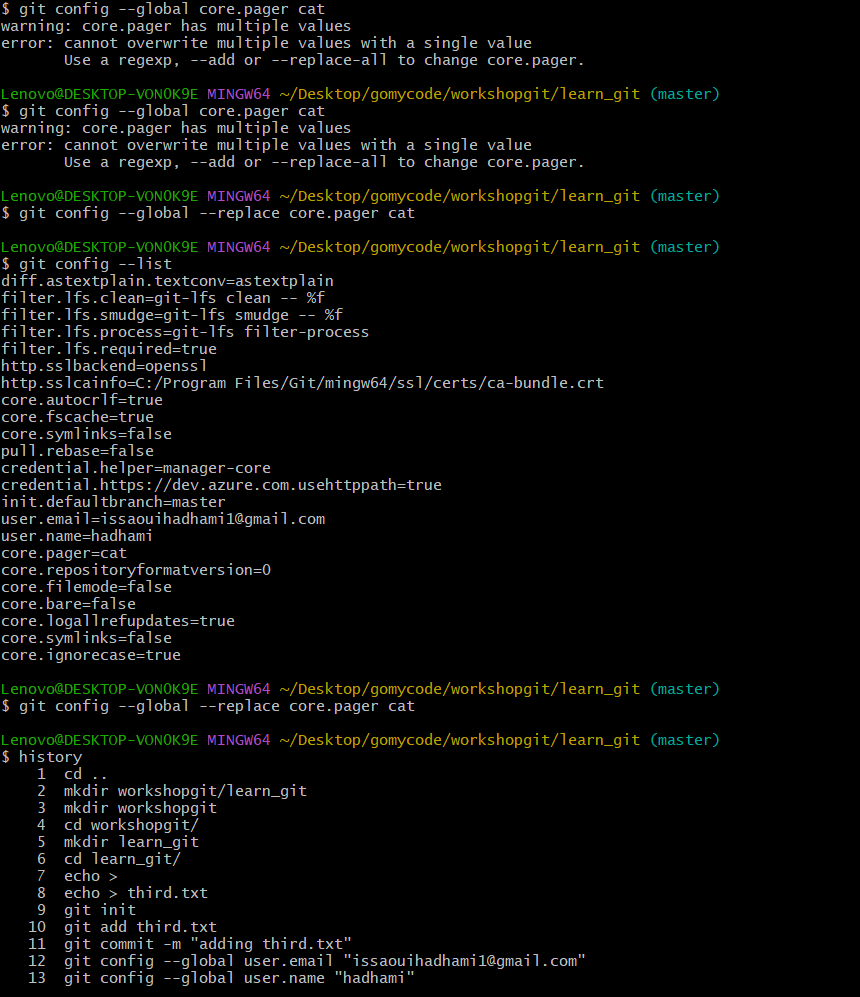 $ git config --global core.pager cat
warning: core.pager has multiple values
error: cannot overwrite multiple values with a single value
       Use a regexp, --add or --replace-all to change core.pager.
Lenovo@DESKTOP-VON0K9E MINGW64 ~/Desktop/gomycode/workshopgit/learn_git (master)
$ git config --global core.pager cat
warning: core.pager has multiple values
error: cannot overwrite multiple values with a single value
       Use a regexp, --add or --replace-all to change core.pager.
Lenovo@DESKTOP-VON0K9E MINGW64 ~/Desktop/gomycode/workshopgit/learn_git (master)
$ git config --global --replace core.pager cat
Lenovo@DESKTOP-VON0K9E MINGW64 ~/Desktop/gomycode/workshopgit/learn_git (master)
$ git config --list
diff.astextplain.textconv=astextplain
filter.lfs.clean=git-lfs clean -- %f
filter.lfs.smudge=git-lfs smudge -- %f
filter.lfs.process=git-lfs filter-process
filter.lfs.required=true
http.sslbackend=openssl
http.sslcainfo=C:/Program Files/Git/mingw64/ssl/certs/ca-bundle.crt
core.autocrlf=true
core.fscache=true
core.symlinks=false
pull.rebase=false
credential.helper=manager-core
credential.https://dev.azure.com.usehttppath=true
init.defaultbranch=master
user.email=issaouihadhami1@gmail.com
user.name=hadhami
core.pager=cat
core.repositoryformatversion=0
core.filemode=false
core.bare=false
core.logallrefupdates=true
core.symlinks=false
core.ignorecase=true
Lenovo@DESKTOP-VON0K9E MINGW64 ~/Desktop/gomycode/workshopgit/learn_git (master)
$ git config --global --replace core.pager cat
Lenovo@DESKTOP-VON0K9E MINGW64 ~/Desktop/gomycode/workshopgit/learn_git (master)
$ history
    1  cd ..
    2  mkdir workshopgit/learn_git
    3  mkdir workshopgit
    4  cd workshopgit/
    5  mkdir learn_git
    6  cd learn_git/
    7  echo >
    8  echo > third.txt
    9  git init
   10  git add third.txt
   11  git commit -m "adding third.txt"
   12  git config --global user.email "issaouihadhami1@gmail.com"
   13  git config --global user.name "hadhami"